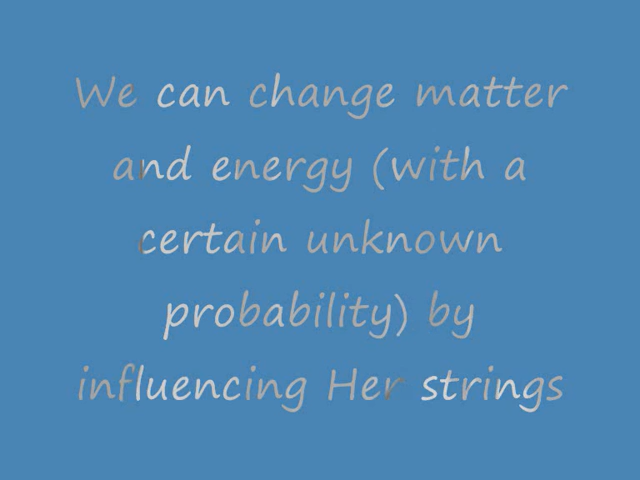 We can change matter
and energy (with a
certain unknown
probability) by
influencing Her strings